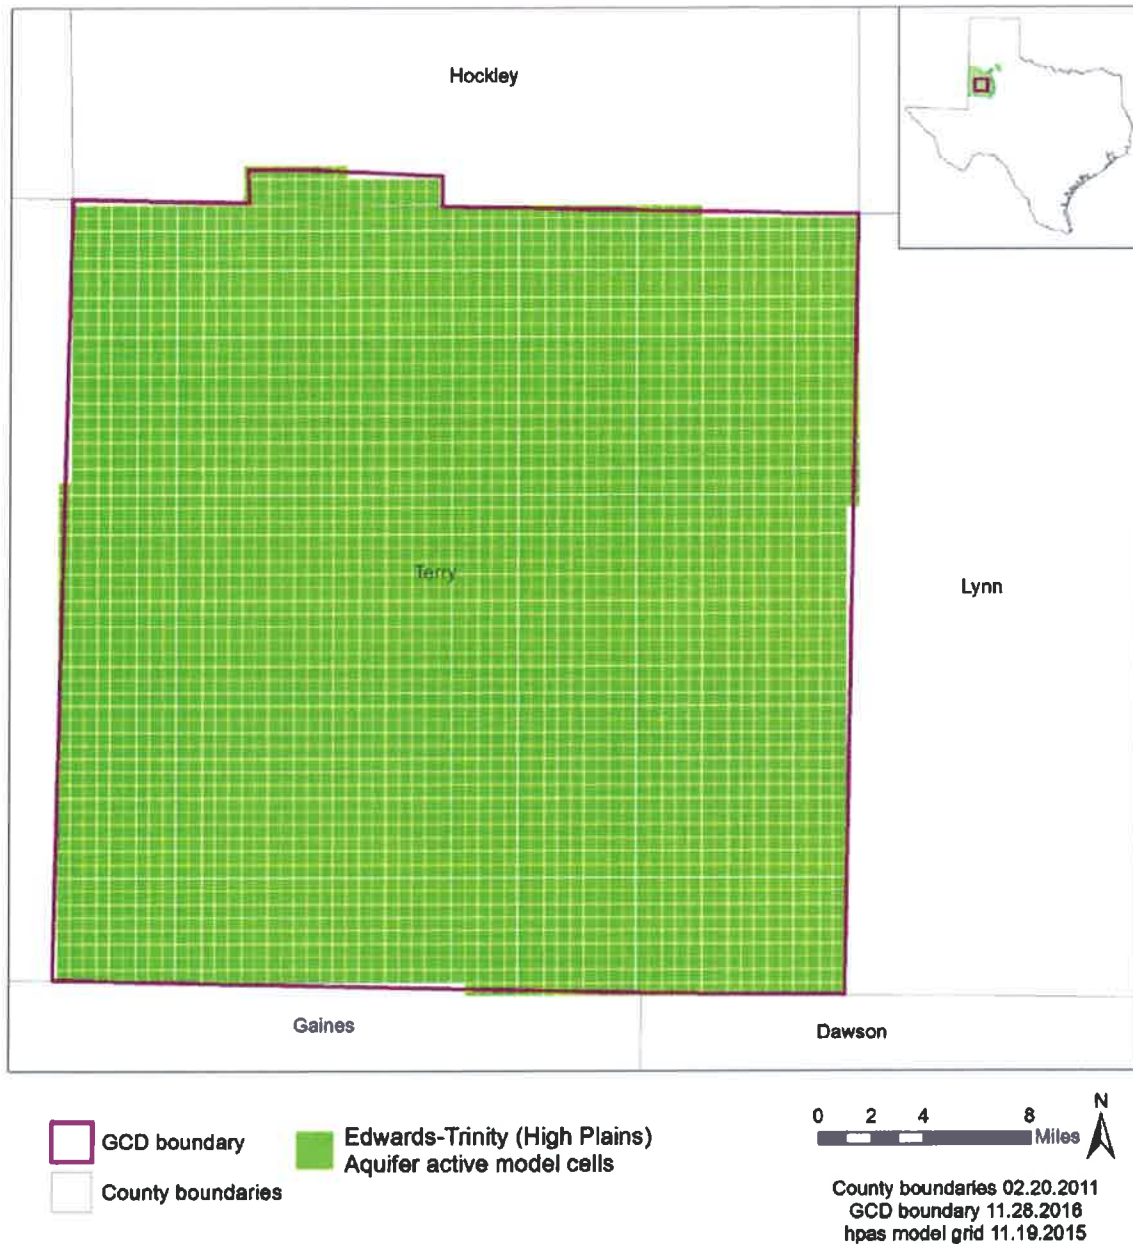 Hockley
Terry
Lynn
Gaines
Dawson
GCD boundary
County boundaries
Edwards-Trinity (High Plains)
Aquifer active model cells
N
0 2 4 8
Miles
County boundaries 02.20.2011
GCD boundary 11.28.2016
hpas model grid 11.19.2015